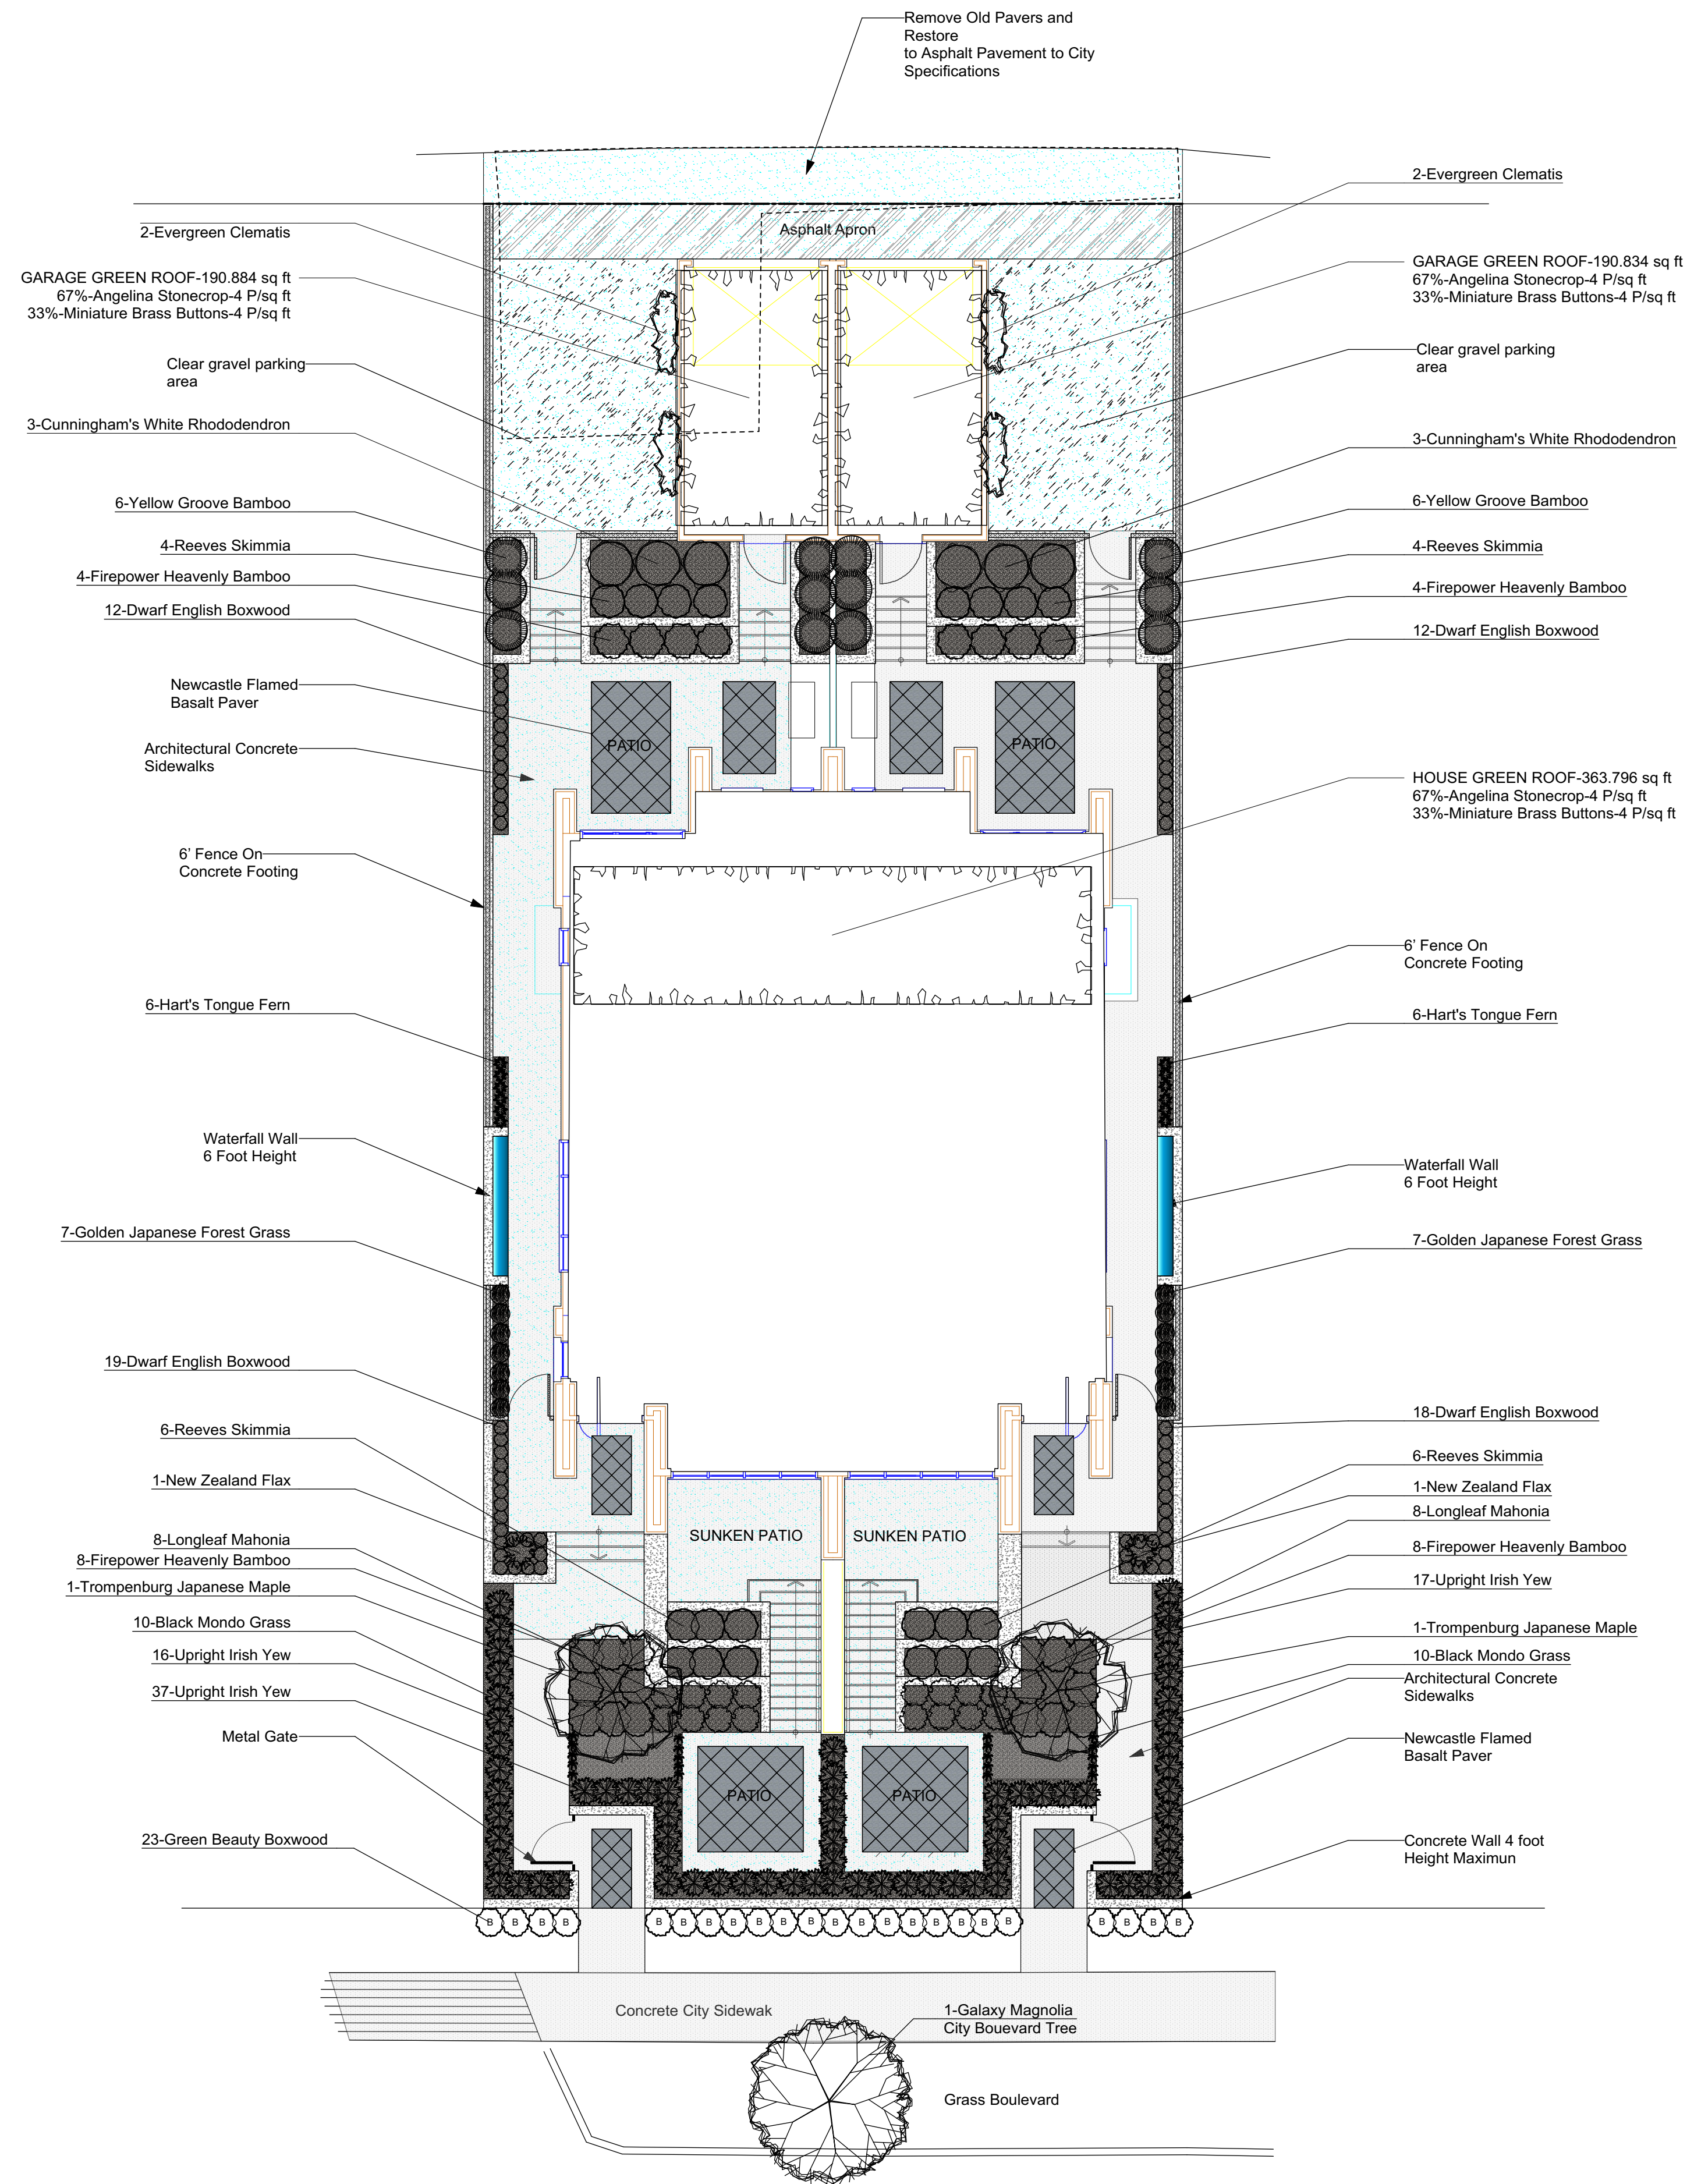 Remove Old Pavers and
Restore
to Asphalt Pavement to City
Specifications
2-Evergreen Clematis
2-Evergreen Clematis
Asphalt Apron
GARAGE GREEN ROOF-190.884 sq ft
67%-Angelina Stonecrop-4 P/sq ft
33%-Miniature Brass Buttons-4 P/sq ft
GARAGE GREEN ROOF-190.834 sq ft
67%-Angelina Stonecrop-4 P/sq ft
33%-Miniature Brass Buttons-4 P/sq ft
Clear gravel parking
area
Clear gravel parking
area
3-Cunningham's White Rhododendron
3-Cunningham's White Rhododendron
6-Yellow Groove Bamboo
6-Yellow Groove Bamboo
4-Reeves Skimmia
4-Reeves Skimmia
4-Firepower Heavenly Bamboo
4-Firepower Heavenly Bamboo
12-Dwarf English Boxwood
12-Dwarf English Boxwood
Newcastle Flamed
Basalt Paver
PATIO
PATIO
Architectural Concrete
Sidewalks
HOUSE GREEN ROOF-363.796 sq ft
67%-Angelina Stonecrop-4 P/sq ft
33%-Miniature Brass Buttons-4 P/sq ft
6' Fence On
Concrete Footing
6' Fence On
Concrete Footing
6-Hart's Tongue Fern
6-Hart's Tongue Fern
Waterfall Wall
6 Foot Height
Waterfall Wall
6 Foot Height
7-Golden Japanese Forest Grass
7-Golden Japanese Forest Grass
19-Dwarf English Boxwood
18-Dwarf English Boxwood
6-Reeves Skimmia
6-Reeves Skimmia
1-New Zealand Flax
1-New Zealand Flax
8-Longleaf Mahonia
SUNKEN PATIO
SUNKEN PATIO
8-Longleaf Mahonia
8-Firepower Heavenly Bamboo
8-Firepower Heavenly Bamboo
1-Trompenburg Japanese Maple
17-Upright Irish Yew
10-Black Mondo Grass
1-Trompenburg Japanese Maple
16-Upright Irish Yew
10-Black Mondo Grass
Architectural Concrete
Sidewalks
37-Upright Irish Yew
Metal Gate
Newcastle Flamed
Basalt Paver
PATIO
PATIO
23-Green Beauty Boxwood
Concrete Wall 4 foot
Height Maximun
B B B B B B B B B B B B B B B B B B B B B B B
Concrete City Sidewak
1-Galaxy Magnolia
City Bouevard Tree
Grass Boulevard